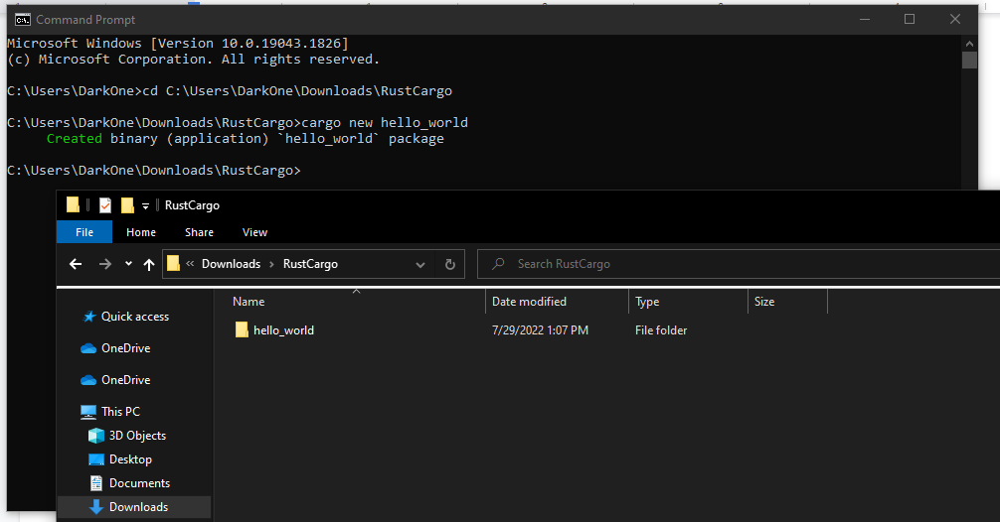 Command Prompt
Microsoft Windows [Version 10.0.19043.1826]
(c) Microsoft Corporation. All rights reserved.
C:\Users\DarkOne>cd C:\Users\DarkOne\Downloads\RustCargo
C:\Users\DarkOne\Downloads\RustCargo>cargo new hello_world
Created binary (application) `hello_world` package
C:\Users\DarkOne\Downloads\RustCargo>
RustCargo
File Home Share View
« Downloads › RustCargo
Search RustCargo
Name Date modified Type Size
hello_world 7/29/2022 1:07 PM File folder
Quick access
OneDrive
OneDrive
This PC
3D Objects
Desktop
Documents
Downloads